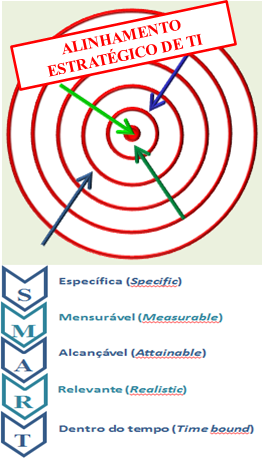 ALINHAMENTO
ESTRATÉGICO DE TI
S Específica (Specific)
M Mensurável (Measurable)
A Alcançável (Attainable)
R Relevante (Realistic)
T Dentro do tempo (Time bound)